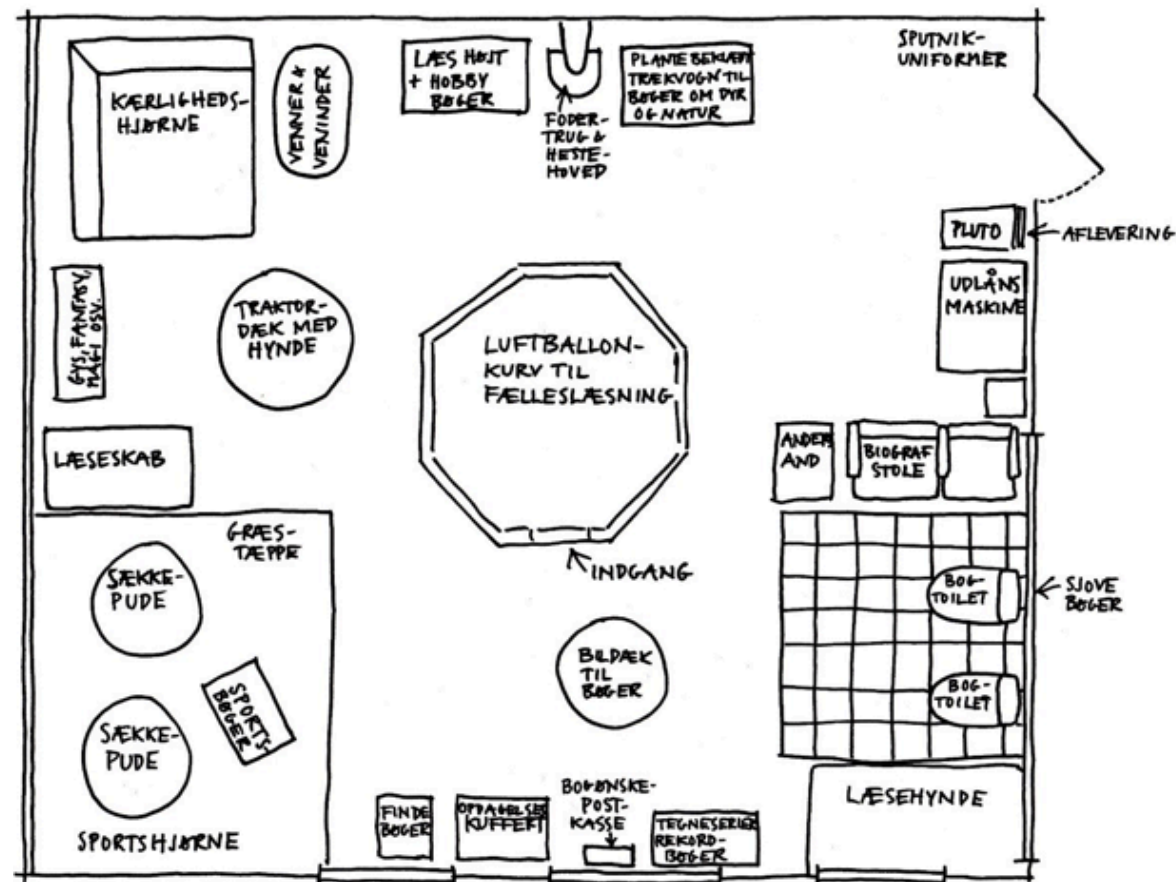 KÆRLIGHEDS-
HJØRNE
VENNER &
VENINDER
LÆS HØJT
+ HOBBY
BØGER
FODER-
TRUG &
HESTE-
HOVED
PLANTE BEKLÆDT
TRÆKVOGN TIL
BØGER OM DYR
OG NATUR
SPUTNIK-
UNIFORMER
PLUTO
AFLEVERING
UDLÅNS
MASKINE
GYS, FANTASY,
MAGI OSV.
TRAKTOR-
DÆK MED
HYNDE
LUFTBALLON-
KURV TIL
FÆLLESLÆSNING
INDGANG
LÆSESKAB
ANDERS
AND
BIOGRAF
STOLE
GRÆS-
TÆPPE
SÆKKE-
PUDE
SPORTS-
BØGER
SÆKKE-
PUDE
SPORTSHJØRNE
BILDÆK
TIL
BØGER
BOG-
TOILET
SJOVE
BØGER
BOG-
TOILET
LÆSEHYNDE
FINDE
BØGER
OPDAGELSES
KUFFERT
BOGØNSKE-
POST-
KASSE
TEGNESERIER
REKORD-
BØGER